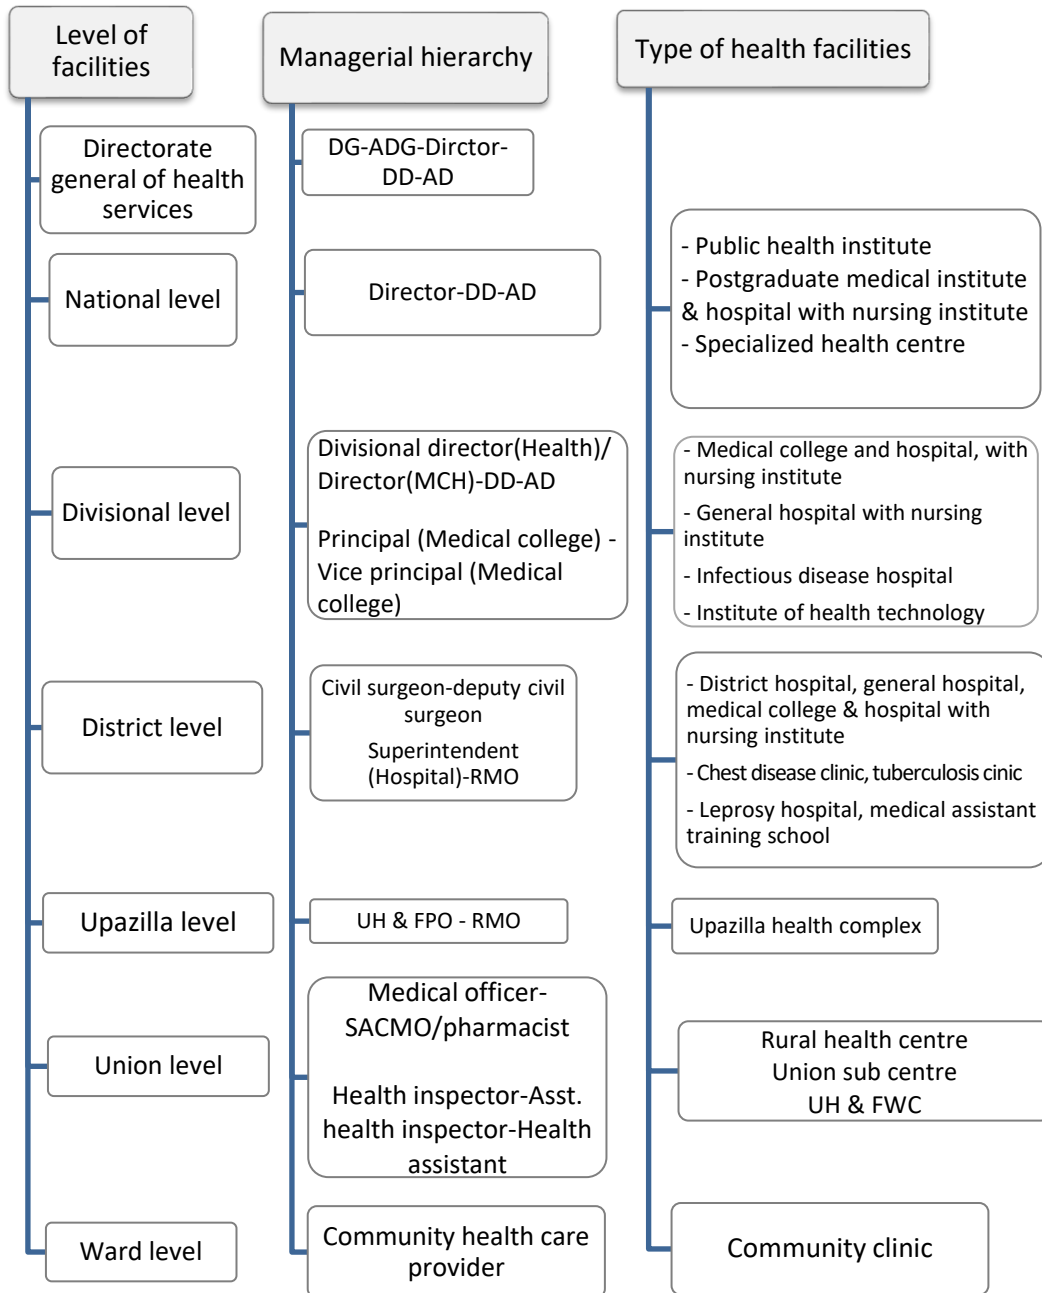 Level of
facilities
Managerial hierarchy
Type of health facilities
Directorate
general of health
services
DG-ADG-Dirctor-
DD-AD
National level
Director-DD-AD
- Public health institute
- Postgraduate medical institute
& hospital with nursing institute
- Specialized health centre
Divisional level
Divisional director(Health)/
Director(MCH)-DD-AD
Principal (Medical college) -
Vice principal (Medical
college)
- Medical college and hospital, with
nursing institute
- General hospital with nursing
institute
- Infectious disease hospital
- Institute of health technology
District level
Civil surgeon-deputy civil
surgeon
Superintendent
(Hospital)-RMO
- District hospital, general hospital,
medical college & hospital with
nursing institute
- Chest disease clinic, tuberculosis cinic
- Leprosy hospital, medical assistant
training school
Upazilla level
UH & FPO - RMO
Upazilla health complex
Union level
Medical officer-
SACMO/pharmacist
Health inspector-Asst.
health inspector-Health
assistant
Rural health centre
Union sub centre
UH & FWC
Ward level
Community health care
provider
Community clinic